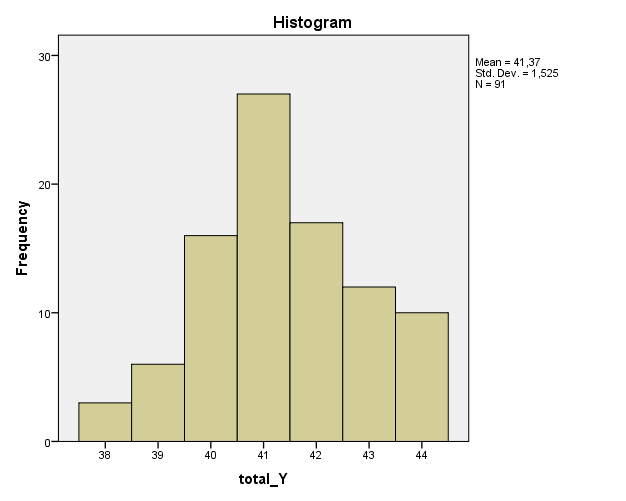 Histogram
Mean = 41,37
Std. Dev. = 1,525
N = 91
Frequency
30
20
10
0
38 39 40 41 42 43 44
total_Y